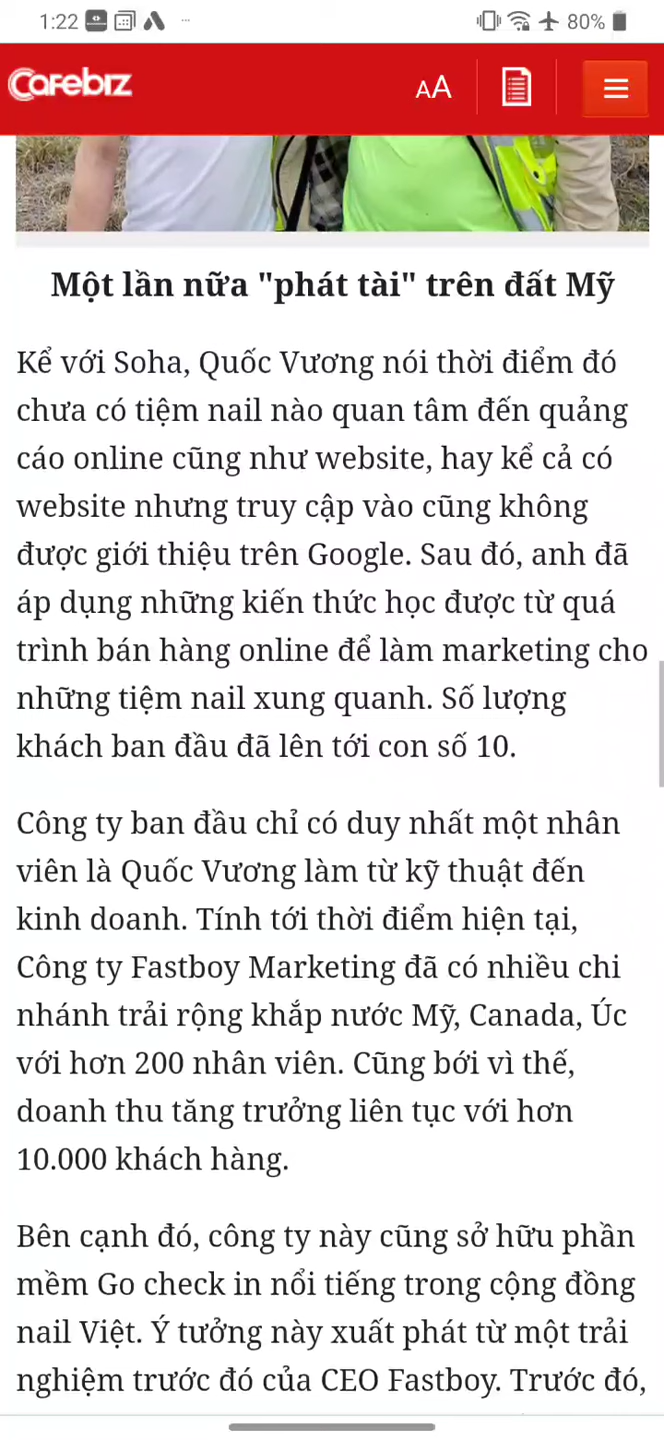 1:22
80%
Cafebiz
AA
Một lần nữa "phát tài" trên đất Mỹ
Kể với Soha, Quốc Vương nói thời điểm đó
chưa có tiệm nail nào quan tâm đến quảng
cáo online cũng như website, hay kể cả có
website nhưng truy cập vào cũng không
được giới thiệu trên Google. Sau đó, anh đã
áp dụng những kiến thức học được từ quá
trình bán hàng online để làm marketing cho
những tiệm nail xung quanh. Số lượng
khách ban đầu đã lên tới con số 10.
Công ty ban đầu chỉ có duy nhất một nhân
viên là Quốc Vương làm từ kỹ thuật đến
kinh doanh. Tính tới thời điểm hiện tại,
Công ty Fastboy Marketing đã có nhiều chi
nhánh trải rộng khắp nước Mỹ, Canada, Úc
với hơn 200 nhân viên. Cũng bới vì thế,
doanh thu tăng trưởng liên tục với hơn
10.000 khách hàng.
Bên cạnh đó, công ty này cũng sở hữu phần
mềm Go check in nổi tiếng trong cộng đồng
nail Việt. Ý tưởng này xuất phát từ một trải
nghiệm trước đó của CEO Fastboy. Trước đó,